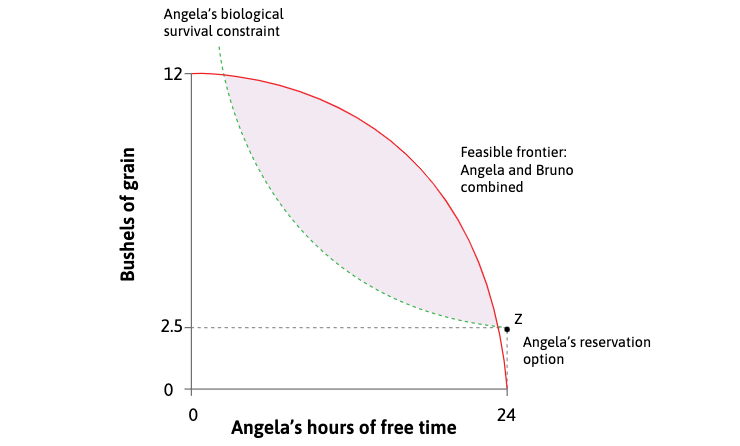 Angela’s biological
survival constraint
12
Bushels of grain
Feasible frontier:
Angela and Bruno
combined
2.5
Z
Angela’s reservation
option
0
0
24
Angela’s hours of free time